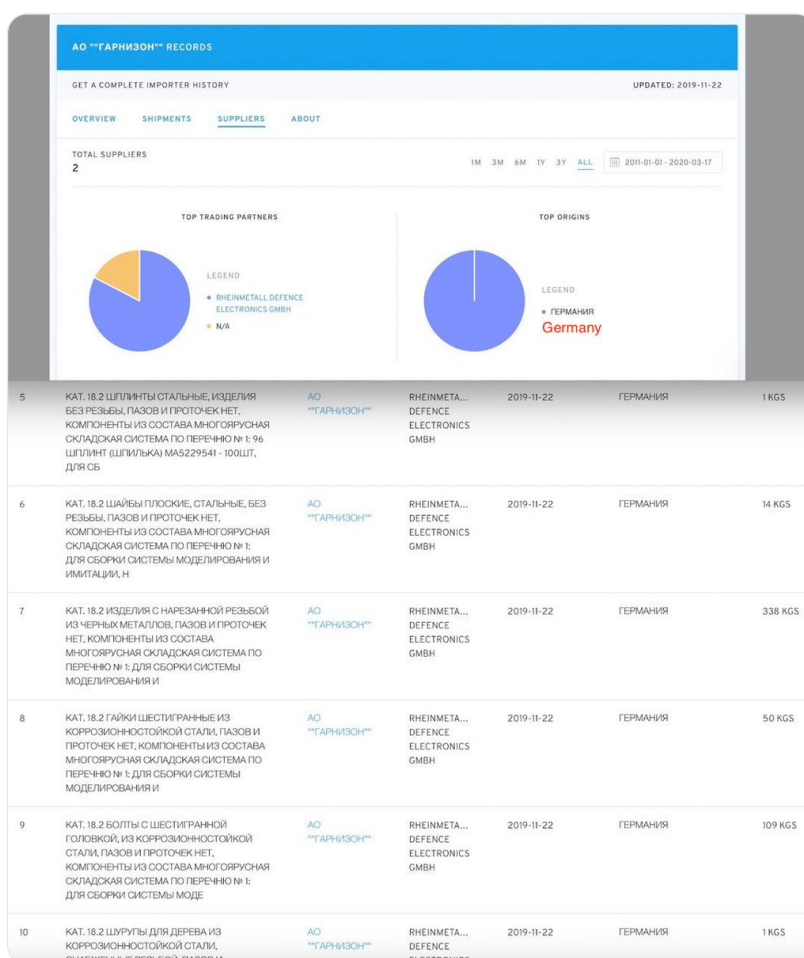 АО ""ГАРНИЗОН"" RECORDS
GET A COMPLETE IMPORTER HISTORY UPDATED: 2019-11-22
OVERVIEW SHIPMENTS SUPPLIERS ABOUT
TOTAL SUPPLIERS
2
1M 3M 6M 1Y 3Y ALL 2011-01-01 - 2020-03-17
TOP TRADING PARTNERS
LEGEND
RHEINMETALL DEFENCE
ELECTRONICS GMBH
N/A
TOP ORIGINS
LEGEND
ГЕРМАНИЯ
Germany
5
КАТ. 18.2 ШПЛИНТЫ СТАЛЬНЫЕ, ИЗДЕЛИЯ
БЕЗ РЕЗЬБЫ, ПАЗОВ И ПРОТОЧЕК НЕТ,
КОМПОНЕНТЫ ИЗ СОСТАВА МНОГОЯРУСНАЯ
СКЛАДСКАЯ СИСТЕМА ПО ПЕРЕЧНЮ № 1: 96
ШПЛИНТ (ШПИЛЬКА) MA5229541 - 100ШТ,
ДЛЯ СБ
АО
""ГАРНИЗОН""
RHEINMETA...
DEFENCE
ELECTRONICS
GMBH
2019-11-22
ГЕРМАНИЯ
1 KGS
6
КАТ. 18.2 ШАЙБЫ ПЛОСКИЕ, СТАЛЬНЫЕ, БЕЗ
РЕЗЬБЫ, ПАЗОВ И ПРОТОЧЕК НЕТ,
КОМПОНЕНТЫ ИЗ СОСТАВА МНОГОЯРУСНАЯ
СКЛАДСКАЯ СИСТЕМА ПО ПЕРЕЧНЮ № 1:
ДЛЯ СБОРКИ СИСТЕМЫ МОДЕЛИРОВАНИЯ И
ИМИТАЦИИ, Н
АО
""ГАРНИЗОН""
RHEINMETA...
DEFENCE
ELECTRONICS
GMBH
2019-11-22
ГЕРМАНИЯ
14 KGS
7
КАТ. 18.2 ИЗДЕЛИЯ С НАРЕЗАННОЙ РЕЗЬБОЙ
ИЗ ЧЕРНЫХ МЕТАЛЛОВ, ПАЗОВ И ПРОТОЧЕК
НЕТ, КОМПОНЕНТЫ ИЗ СОСТАВА
МНОГОЯРУСНАЯ СКЛАДСКАЯ СИСТЕМА ПО
ПЕРЕЧНЮ № 1: ДЛЯ СБОРКИ СИСТЕМЫ
МОДЕЛИРОВАНИЯ И
АО
""ГАРНИЗОН""
RHEINMETA...
DEFENCE
ELECTRONICS
GMBH
2019-11-22
ГЕРМАНИЯ
338 KGS
8
КАТ. 18.2 ГАЙКИ ШЕСТИГРАННЫЕ ИЗ
КОРРОЗИОННОСТОЙКОЙ СТАЛИ, ПАЗОВ И
ПРОТОЧЕК НЕТ, КОМПОНЕНТЫ ИЗ СОСТАВА
МНОГОЯРУСНАЯ СКЛАДСКАЯ СИСТЕМА ПО
ПЕРЕЧНЮ № 1: ДЛЯ СБОРКИ СИСТЕМЫ
МОДЕЛИРОВАНИЯ И
АО
""ГАРНИЗОН""
RHEINMETA...
DEFENCE
ELECTRONICS
GMBH
2019-11-22
ГЕРМАНИЯ
50 KGS
9
КАТ. 18.2 БОЛТЫ С ШЕСТИГРАННОЙ
ГОЛОВКОЙ, ИЗ КОРРОЗИОННОСТОЙКОЙ
СТАЛИ, ПАЗОВ И ПРОТОЧЕК НЕТ,
КОМПОНЕНТЫ ИЗ СОСТАВА МНОГОЯРУСНАЯ
СКЛАДСКАЯ СИСТЕМА ПО ПЕРЕЧНЮ № 1:
ДЛЯ СБОРКИ СИСТЕМЫ МОДЕ
АО
""ГАРНИЗОН""
RHEINMETA...
DEFENCE
ELECTRONICS
GMBH
2019-11-22
ГЕРМАНИЯ
109 KGS
10
КАТ. 18.2 ШУРУПЫ ДЛЯ ДЕРЕВА ИЗ
КОРРОЗИОННОСТОЙКОЙ СТАЛИ,
АО
""ГАРНИЗОН""
RHEINMETA...
DEFENCE
2019-11-22
ГЕРМАНИЯ
1 KGS